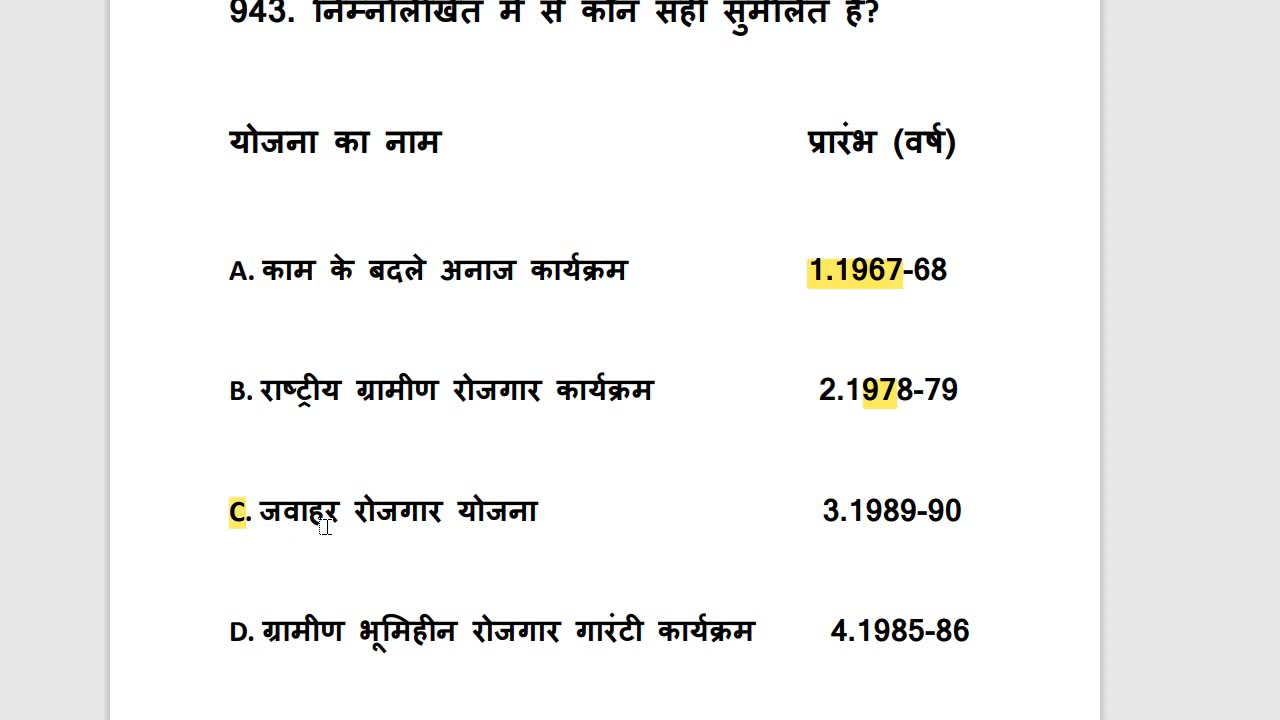 943. निम्नलिखित में से कौन सही सुमेलित है?
योजना का नाम प्रारंभ (वर्ष)
A. काम के बदले अनाज कार्यक्रम 1.1967-68
B. राष्ट्रीय ग्रामीण रोजगार कार्यक्रम 2.1978-79
C. जवाहर रोजगार योजना 3.1989-90
D. ग्रामीण भूमिहीन रोजगार गारंटी कार्यक्रम 4.1985-86